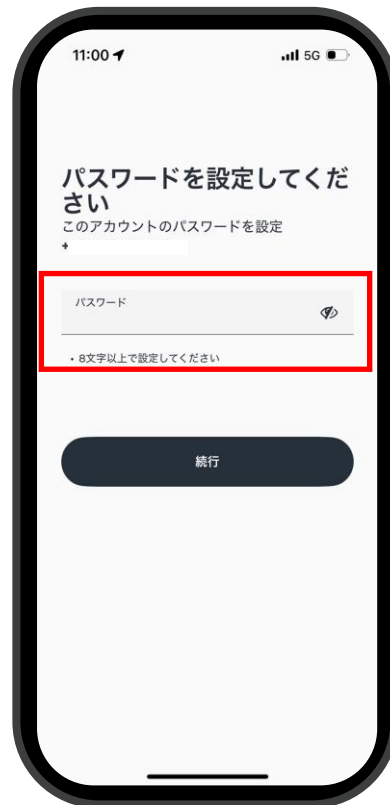 11:00
5G
パスワードを設定してくだ
さい
このアカウントのパスワードを設定
+
パスワード
・8文字以上で設定してください
続行